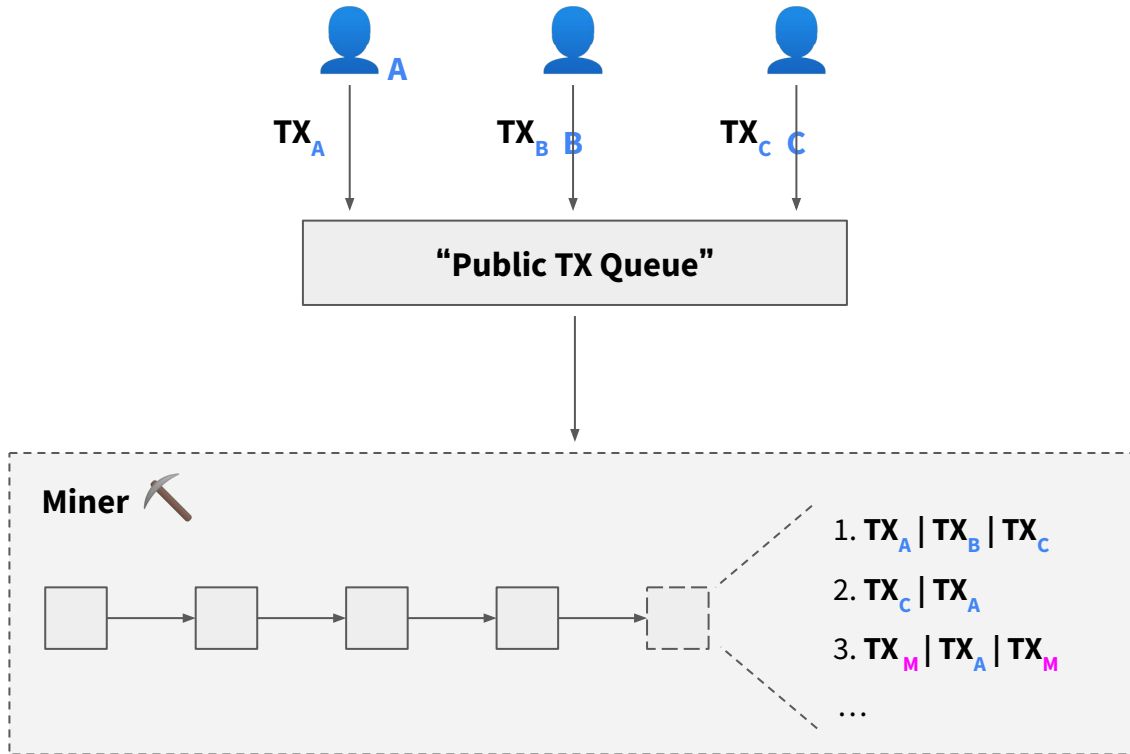 A
TXA
TXB B
TXC C
“Public TX Queue”
Miner
1. TXA | TXB | TXC
2. TXC | TXA
3. TXM | TXA | TXM
…